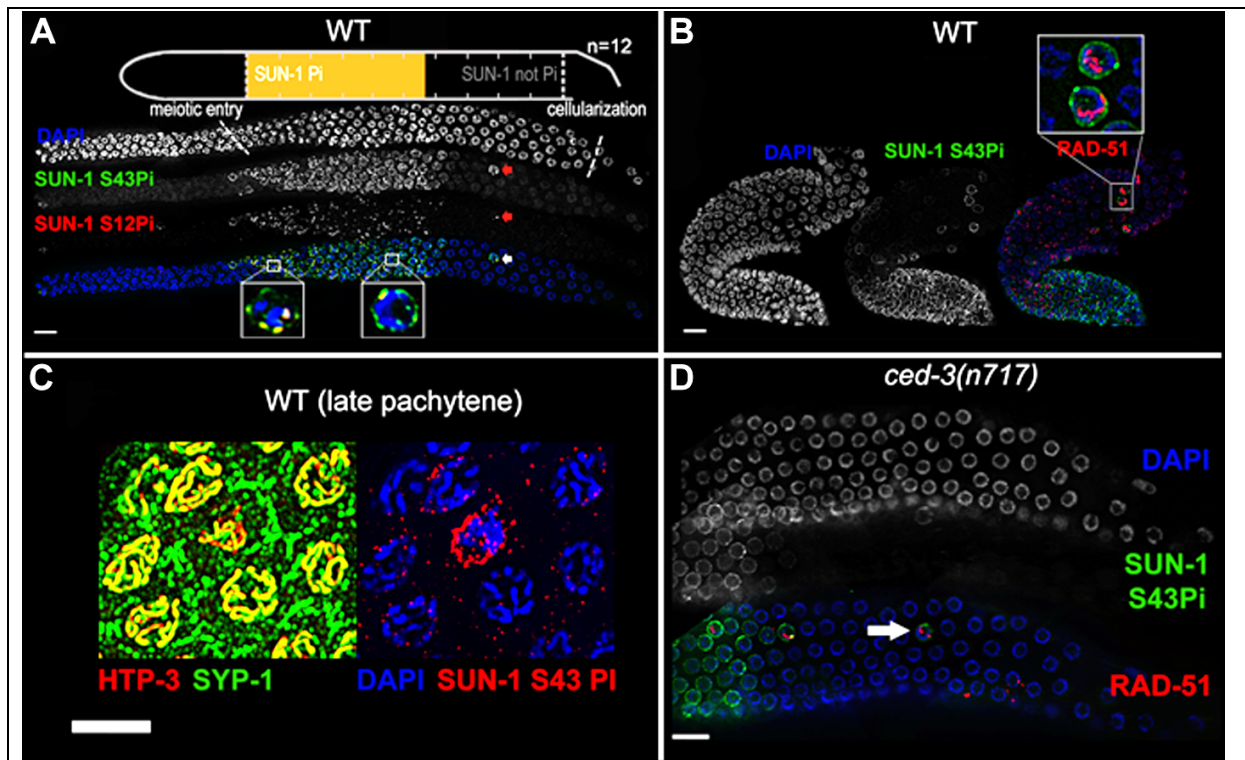 A
WT
n=12
SUN-1 Pi
SUN-1 not Pi
meiotic entry
cellularization
DAPI
SUN-1 S43Pi
SUN-1 S12Pi
B
WT
DAPI
SUN-1 S43Pi
RAD-51
C
WT (late pachytene)
HTP-3 SYP-1
DAPI SUN-1 S43 PI
D
ced-3(n717)
DAPI
SUN-1
S43Pi
RAD-51